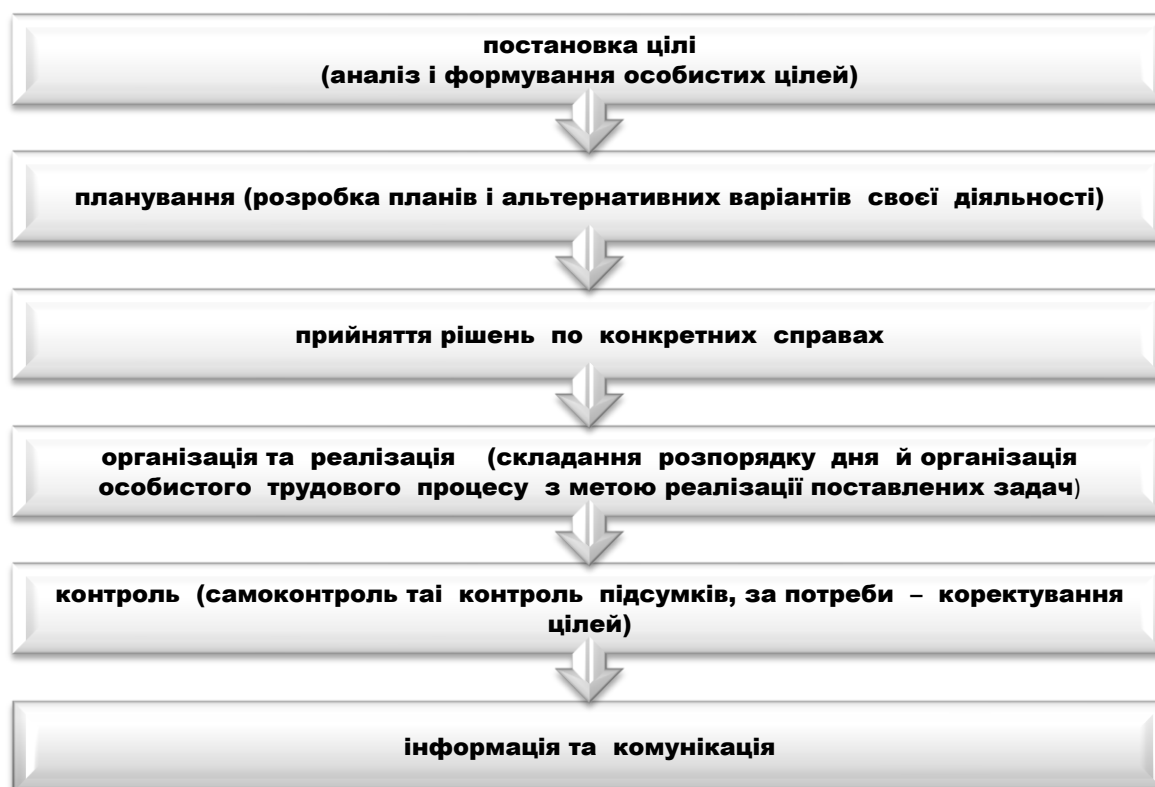 постановка цілі
(аналіз і формування особистих цілей)
планування (розробка планів і альтернативних варіантів своєї діяльності)
прийняття рішень по конкретних справах
організація та реалізація (складання розпорядку дня й організація
особистого трудового процесу з метою реалізації поставлених задач)
контроль (самоконтроль таі контроль підсумків, за потреби – коректування
цілей)
інформація та комунікація